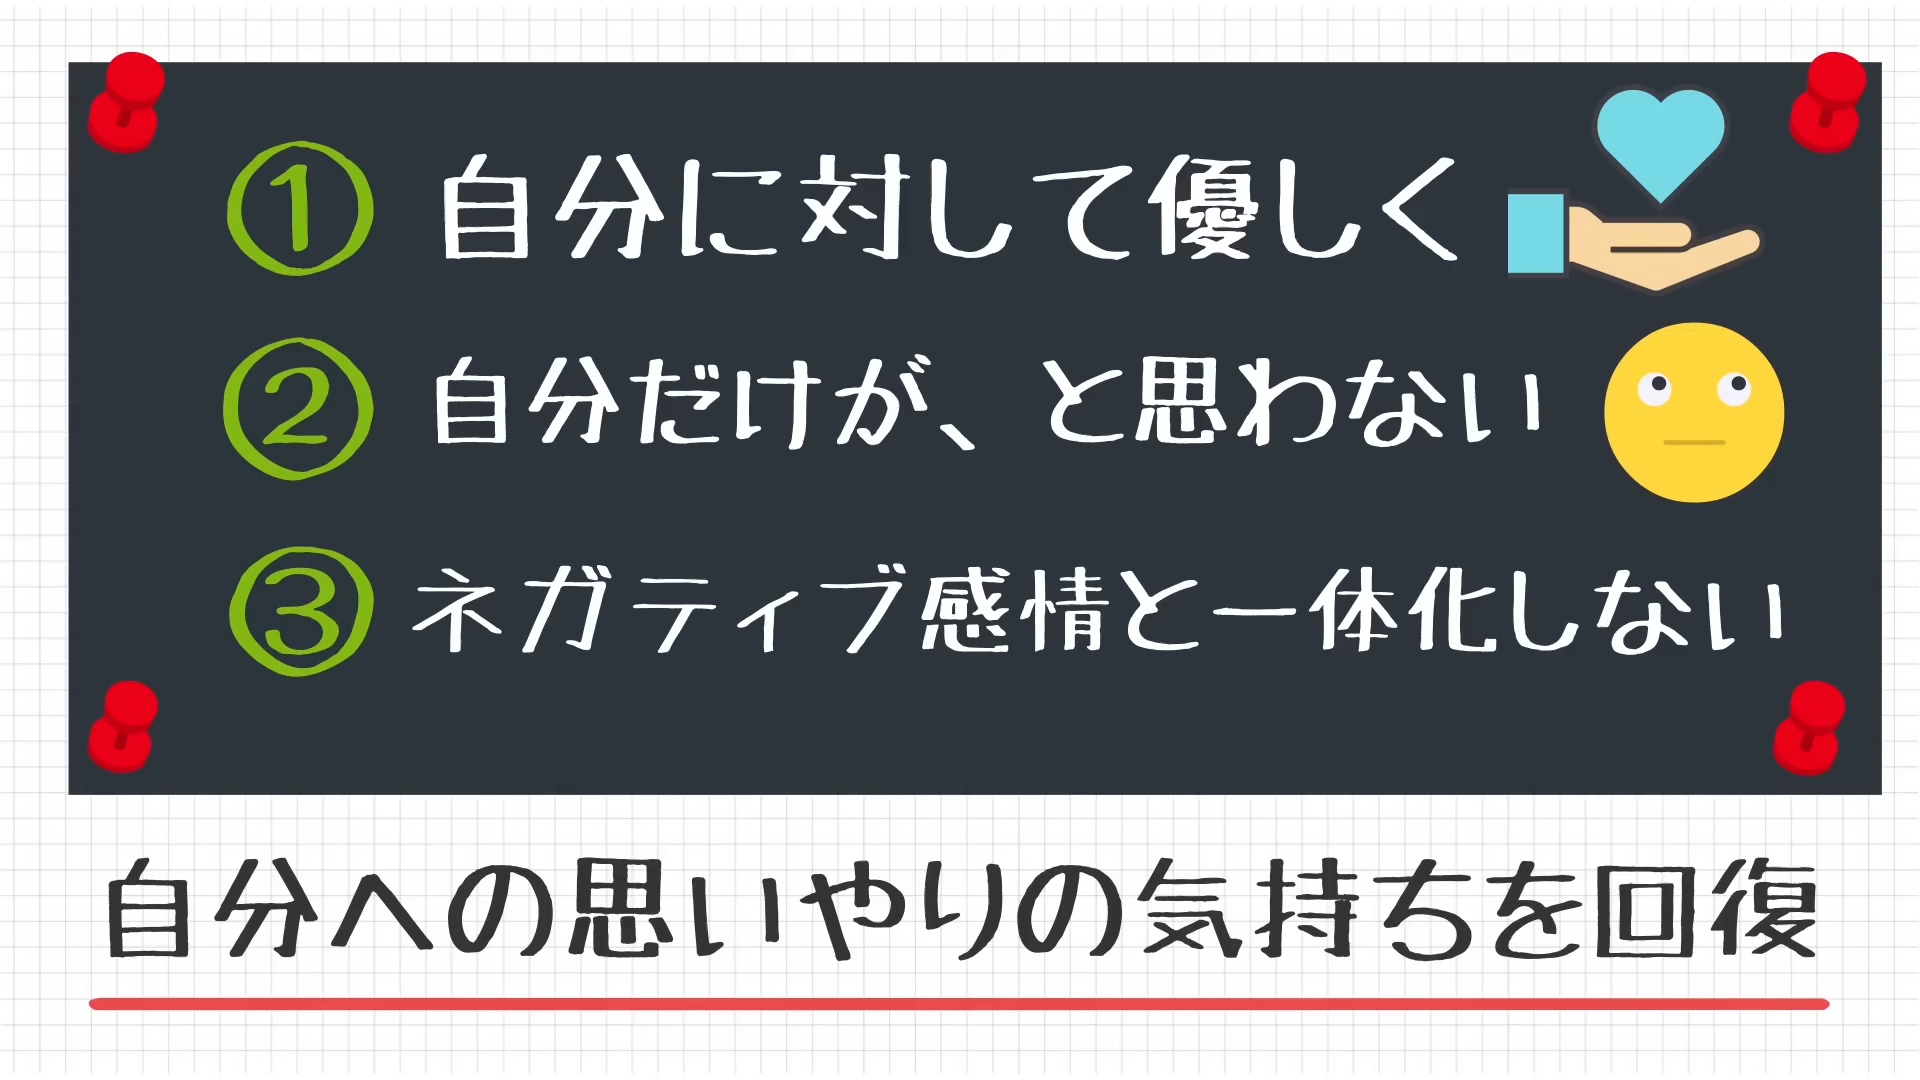 ① 自分に対して優しく
② 自分だけが、と思わない
③ ネガティブ感情と一体化しない
自分への思いやりの気持ちを回復